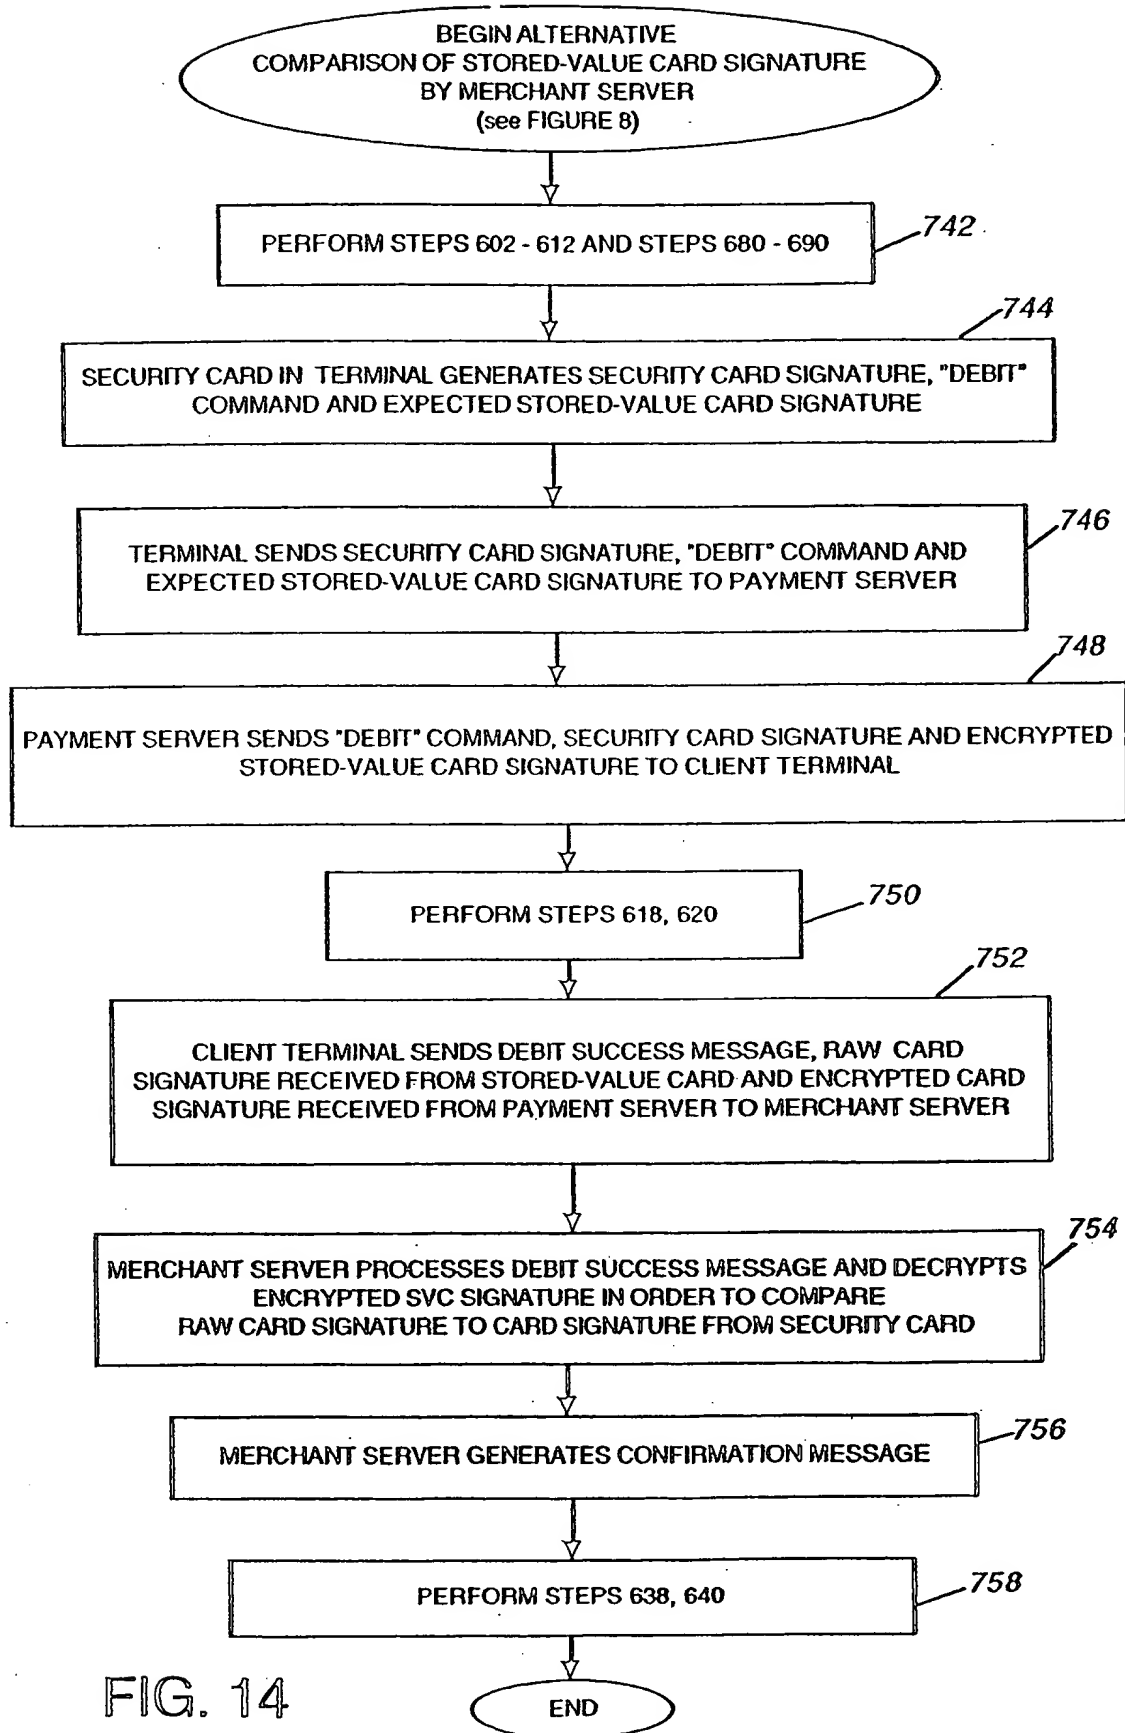 BEGIN ALTERNATIVE
COMPARISON OF STORED-VALUE CARD SIGNATURE
BY MERCHANT SERVER
(see FIGURE 8)
PERFORM STEPS 602 - 612 AND STEPS 680 - 690
742
744
SECURITY CARD IN TERMINAL GENERATES SECURITY CARD SIGNATURE, "DEBIT"
COMMAND AND EXPECTED STORED-VALUE CARD SIGNATURE
746
TERMINAL SENDS SECURITY CARD SIGNATURE, "DEBIT" COMMAND AND
EXPECTED STORED-VALUE CARD SIGNATURE TO PAYMENT SERVER
748
PAYMENT SERVER SENDS "DEBIT" COMMAND, SECURITY CARD SIGNATURE AND ENCRYPTED
STORED-VALUE CARD SIGNATURE TO CLIENT TERMINAL
PERFORM STEPS 618, 620
750
752
CLIENT TERMINAL SENDS DEBIT SUCCESS MESSAGE, RAW CARD
SIGNATURE RECEIVED FROM STORED-VALUE CARD AND ENCRYPTED CARD
SIGNATURE RECEIVED FROM PAYMENT SERVER TO MERCHANT SERVER
754
MERCHANT SERVER PROCESSES DEBIT SUCCESS MESSAGE AND DECRYPTS
ENCRYPTED SVC SIGNATURE IN ORDER TO COMPARE
RAW CARD SIGNATURE TO CARD SIGNATURE FROM SECURITY CARD
MERCHANT SERVER GENERATES CONFIRMATION MESSAGE
756
PERFORM STEPS 638, 640
758
END
FIG. 14